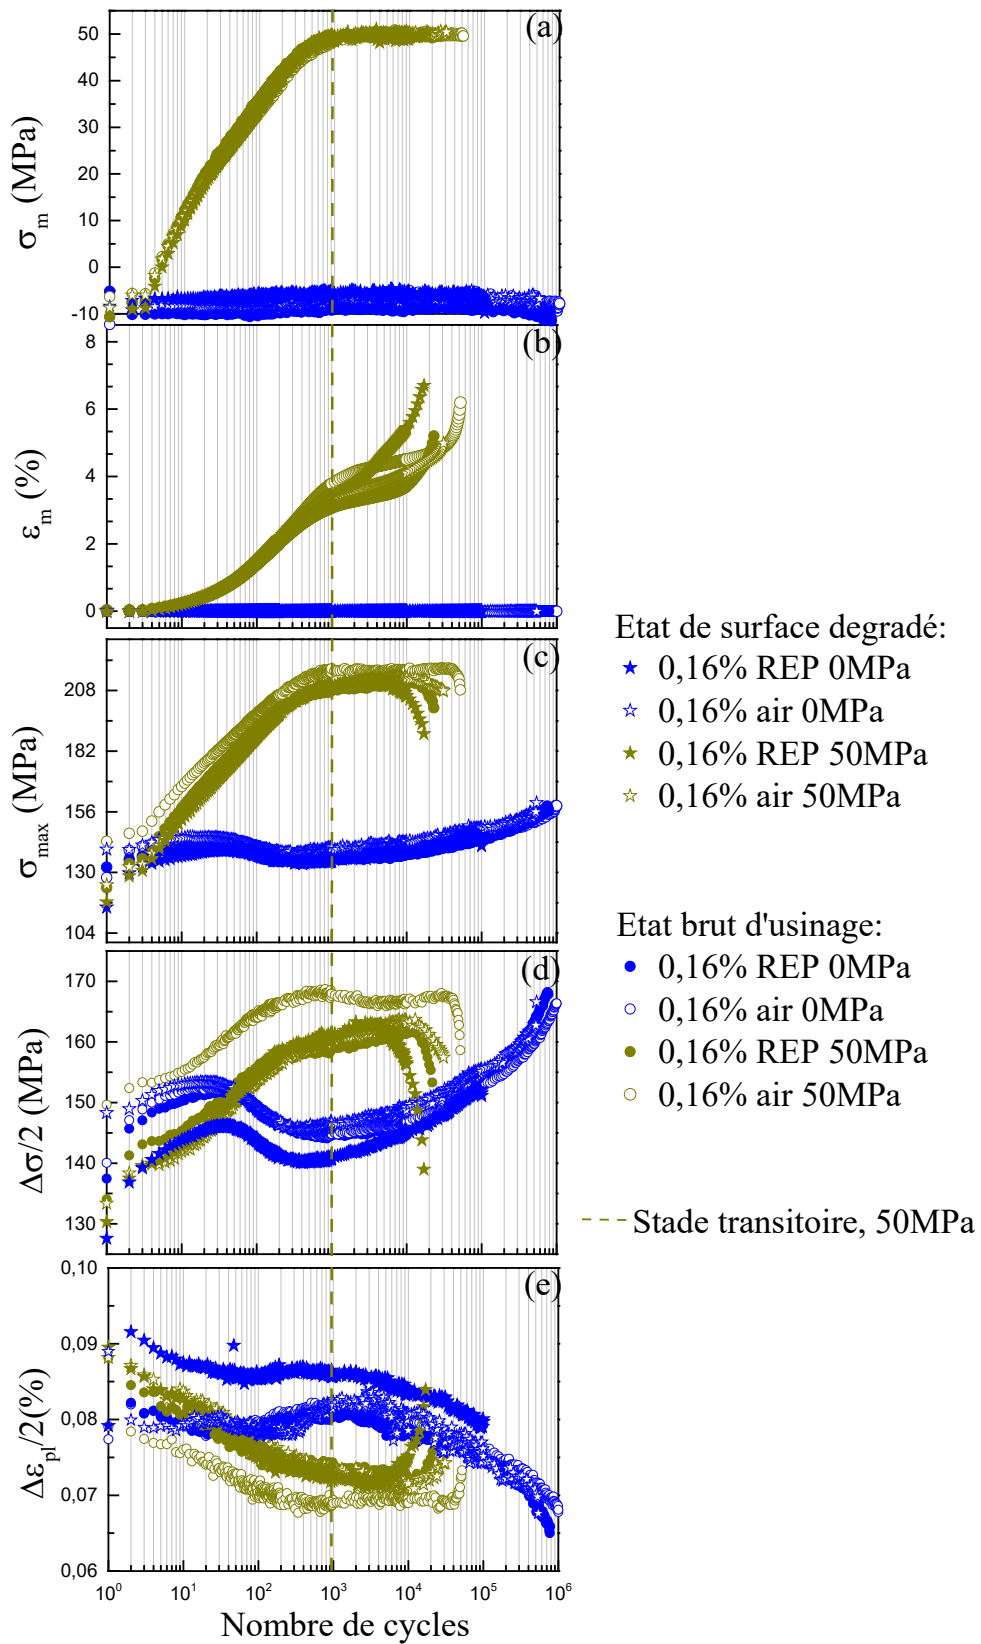 (a)
50
40
30
20
10
0
-10
σm (MPa)
(b)
8
6
4
2
0
εm (%)
(c)
208
182
156
130
104
σmax (MPa)
(d)
170
160
150
140
130
Δσ/2 (MPa)
(e)
0,10
0,09
0,08
0,07
0,06
Δεpl/2(%)
10⁰ 10¹ 10² 10³ 10⁴ 10⁵ 10⁶
Nombre de cycles
Etat de surface degradé:
0,16% REP 0MPa
0,16% air 0MPa
0,16% REP 50MPa
0,16% air 50MPa
Etat brut d'usinage:
0,16% REP 0MPa
0,16% air 0MPa
0,16% REP 50MPa
0,16% air 50MPa
Stade transitoire, 50MPa